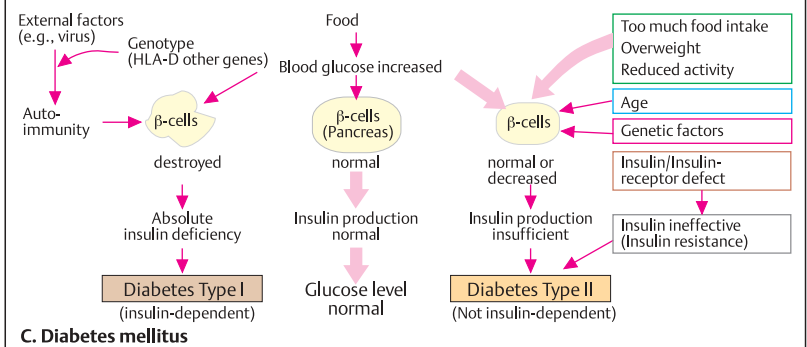 External factors
(e.g., virus)
Genotype
(HLA-D other genes)
Auto-
immunity
β-cells
destroyed
Absolute
insulin deficiency
Diabetes Type I
(insulin-dependent)
Food
Blood glucose increased
β-cells
(Pancreas)
normal
Insulin production
normal
Glucose level
normal
Too much food intake
Overweight
Reduced activity
Age
Genetic factors
β-cells
normal or
decreased
Insulin production
insufficient
Insulin/Insulin-
receptor defect
Insulin ineffective
(Insulin resistance)
Diabetes Type II
(Not insulin-dependent)
C. Diabetes mellitus